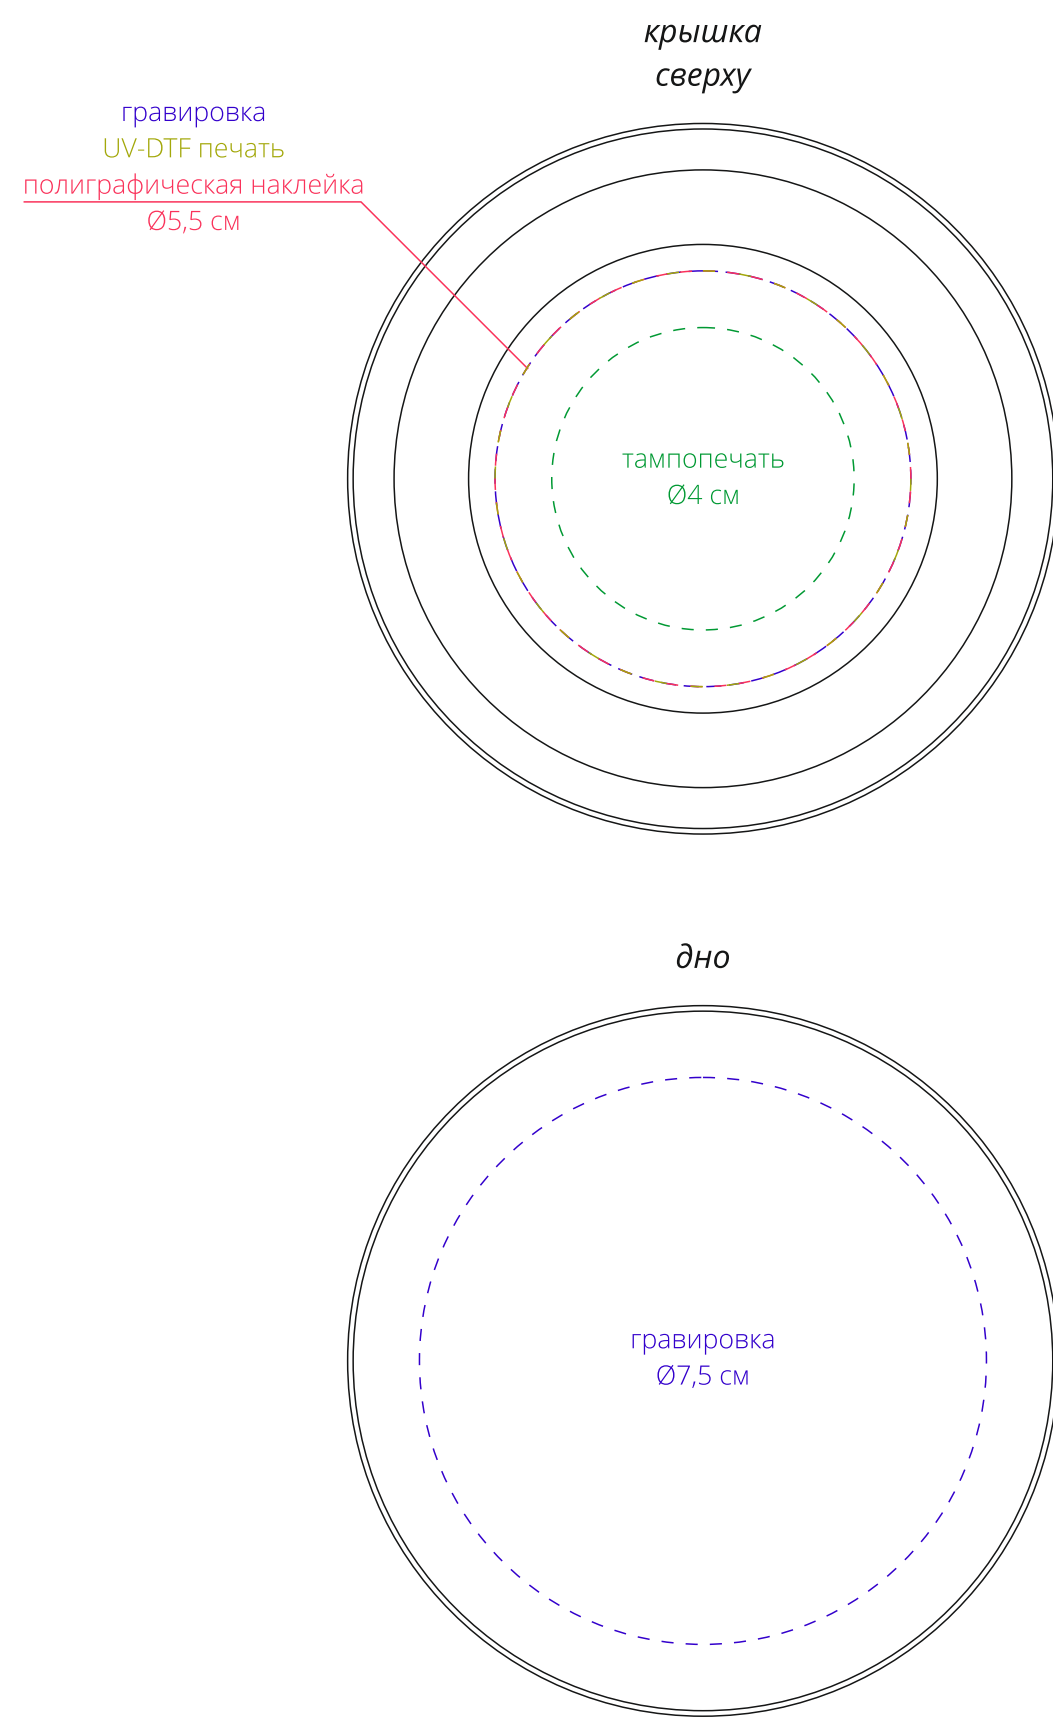 крышка
сверху
гравировка
UV-DTF печать
полиграфическая наклейка
Ø5,5 см
тампопечать
Ø4 см
дно
гравировка
Ø7,5 см